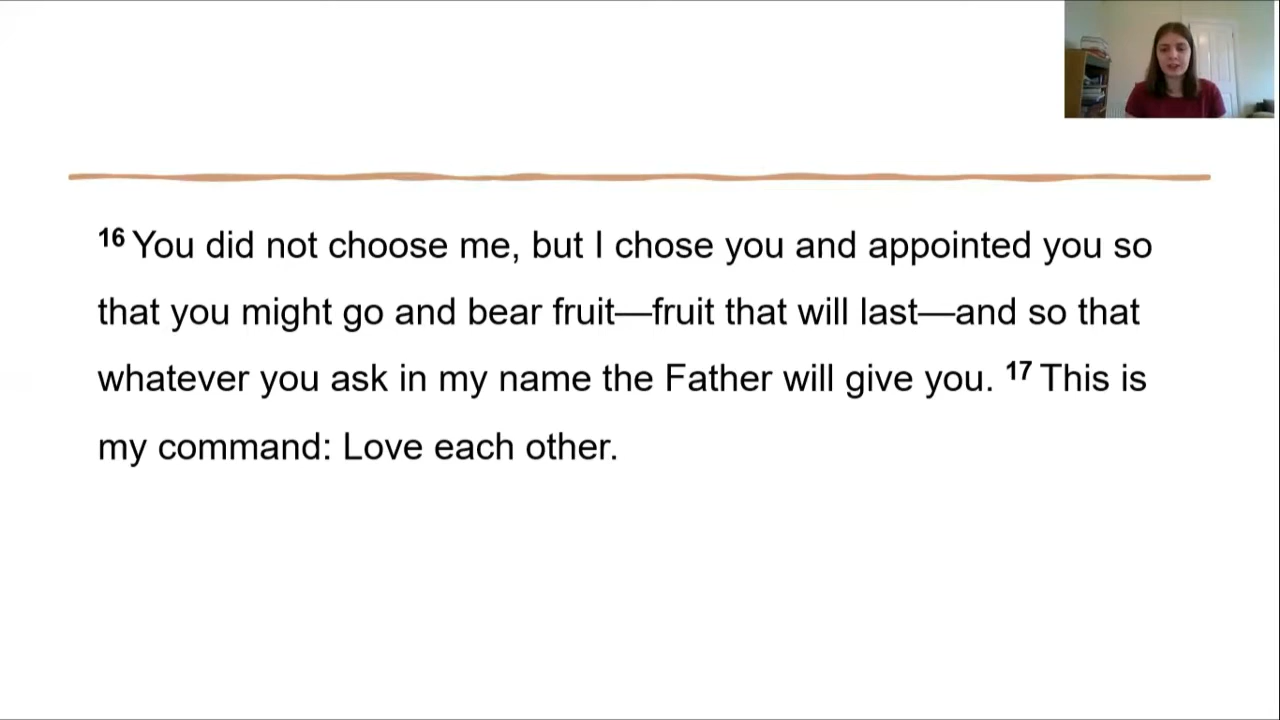 16 You did not choose me, but I chose you and appointed you so
that you might go and bear fruit—fruit that will last—and so that
whatever you ask in my name the Father will give you. 17 This is
my command: Love each other.